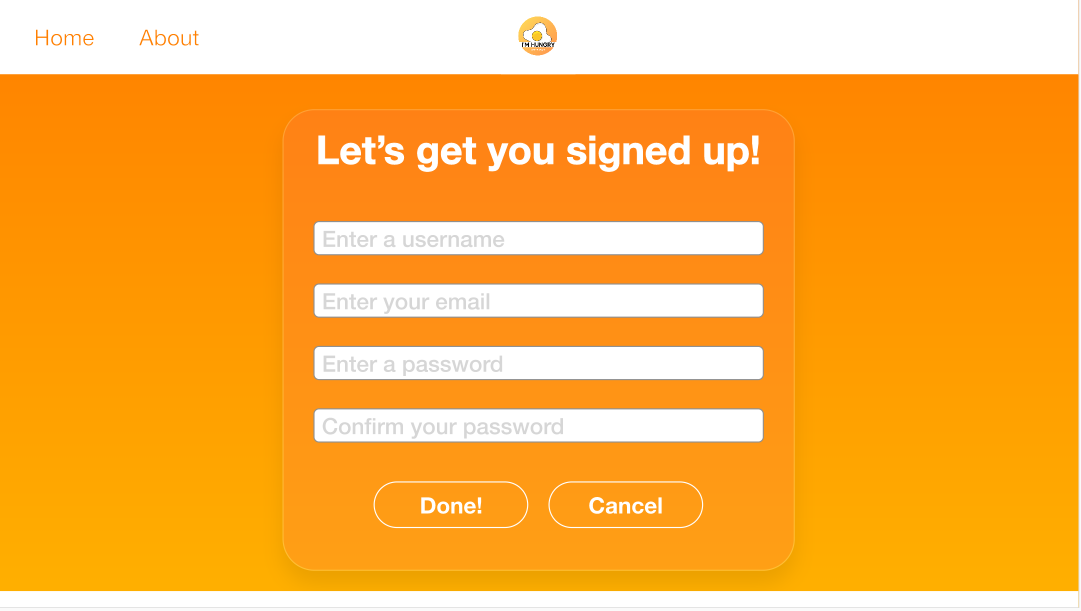 Home About
I'M HUNGRY
Let's get you signed up!
Enter a username
Enter your email
Enter a password
Confirm your password
Done! Cancel